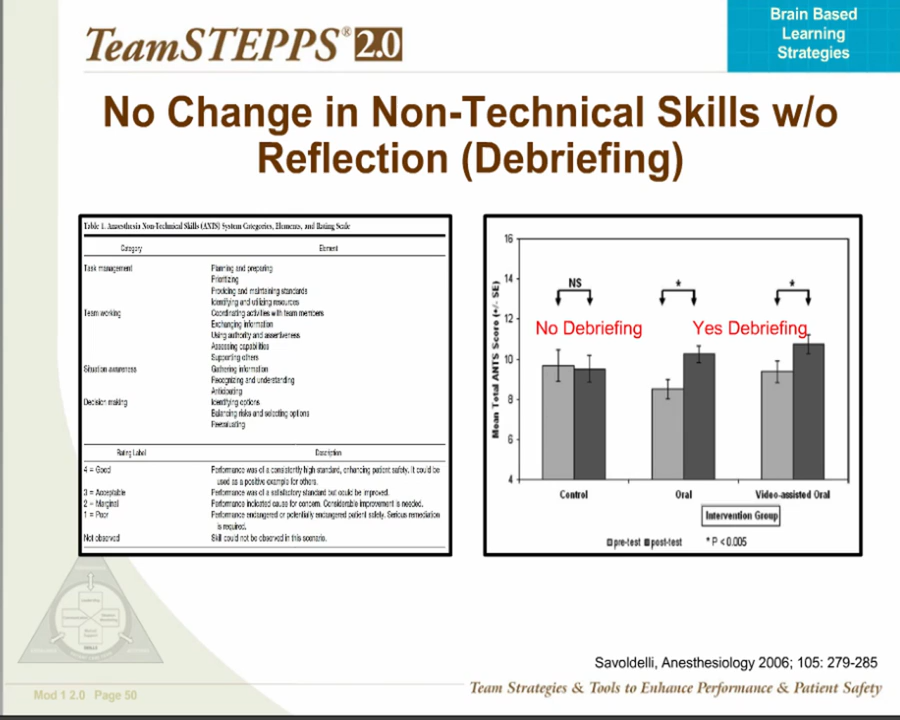 TeamSTEPPS® 2.0
Brain Based
Learning
Strategies
No Change in Non-Technical Skills w/o
Reflection (Debriefing)
Table 1. Anaesthesia Non-Technical Skills (ANTS) System Categories, Elements, and Rating Scale
Category Element
Task management Planning and preparing
Prioritizing
Providing and maintaining standards
Identifying and utilizing resources
Team working Coordinating activities with team members
Exchanging information
Using authority and assertiveness
Assessing capabilities
Supporting others
Situation awareness Gathering information
Recognizing and understanding
Anticipating
Decision making Identifying options
Balancing risks and selecting options
Reevaluating
Rating Label Description
4 = Good Performance was of a consistently high standard, enhancing patient safety. It could be
used as a positive example for others.
3 = Acceptable Performance was of a satisfactory standard but could be improved.
2 = Marginal Performance indicated cause for concern. Considerable improvement is needed.
1 = Poor Performance endangered or potentially endangered patient safety. Serious remediation
is required.
Not observed Skill could not be observed in this scenario.
Mean Total ANTS Score (+/- SE)
16
14
12
10
8
6
4
NS * *
No Debriefing Yes Debriefing
Control Oral Video-assisted Oral
Intervention Group
pre-test post-test * P < 0.005
Savoldelli, Anesthesiology 2006; 105: 279-285
Mod 1 2.0 Page 50
Team Strategies & Tools to Enhance Performance & Patient Safety